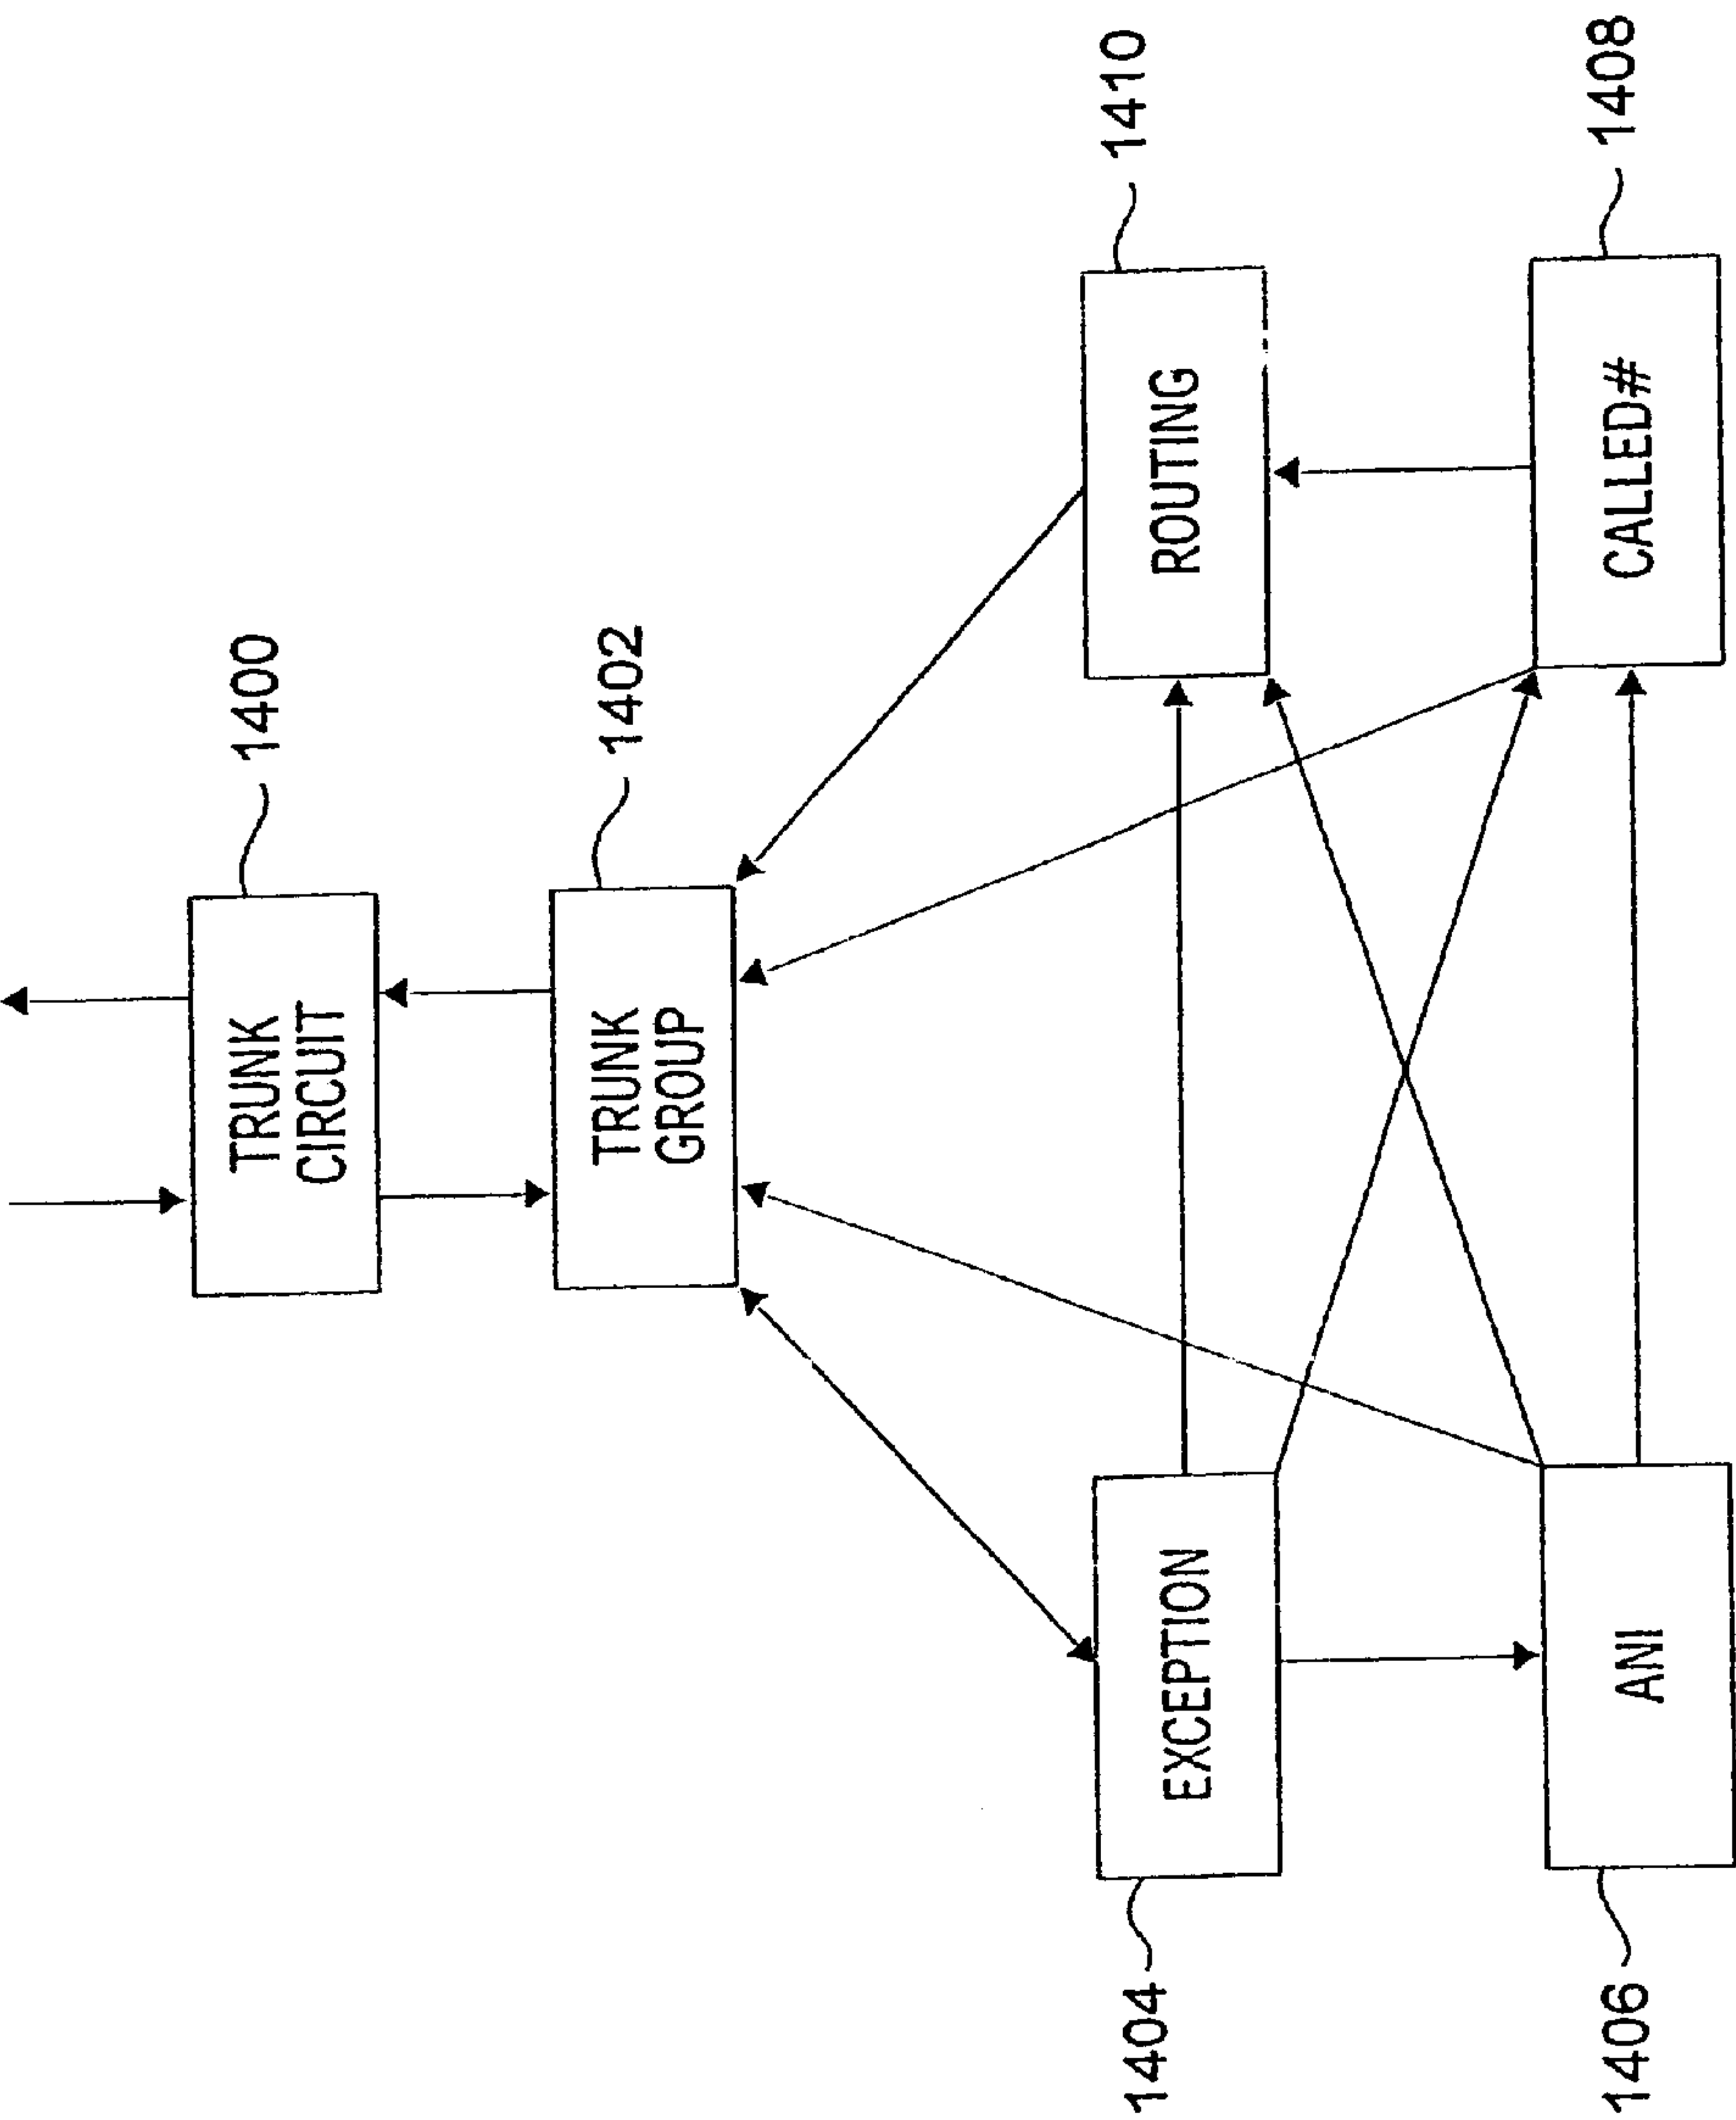 1400
TRUNK
CIRCUIT
1402
TRUNK
GROUP
1404
EXCEPTION
ROUTING
1410
1406
ANI
CALLED#
1408